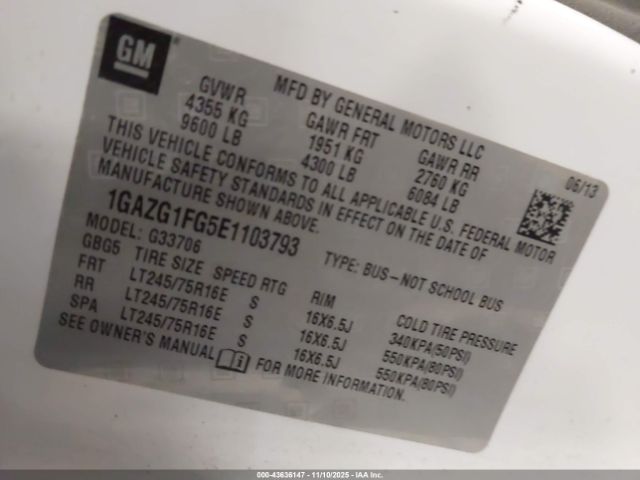 GM
MFD BY GENERAL MOTORS LLC
06/13
GVWR GAWR FRT GAWR RR
4355 KG 1951 KG 2760 KG
9600 LB 4300 LB 6084 LB
THIS VEHICLE CONFORMS TO ALL APPLICABLE U.S. FEDERAL MOTOR
VEHICLE SAFETY STANDARDS IN EFFECT ON THE DATE OF
MANUFACTURE SHOWN ABOVE.
1GAZG1FG5E1103793
MODEL: G33706 TYPE: BUS-NOT SCHOOL BUS
GBG5 TIRE SIZE SPEED RTG RIM COLD TIRE PRESSURE
FRT LT245/75R16E S 16X6.5J 340KPA(50PSI)
RR LT245/75R16E S 16X6.5J 550KPA(80PSI)
SPA LT245/75R16E S 16X6.5J 550KPA(80PSI)
SEE OWNER'S MANUAL FOR MORE INFORMATION.
000-43636147 - 11/10/2025 - IAA Inc.